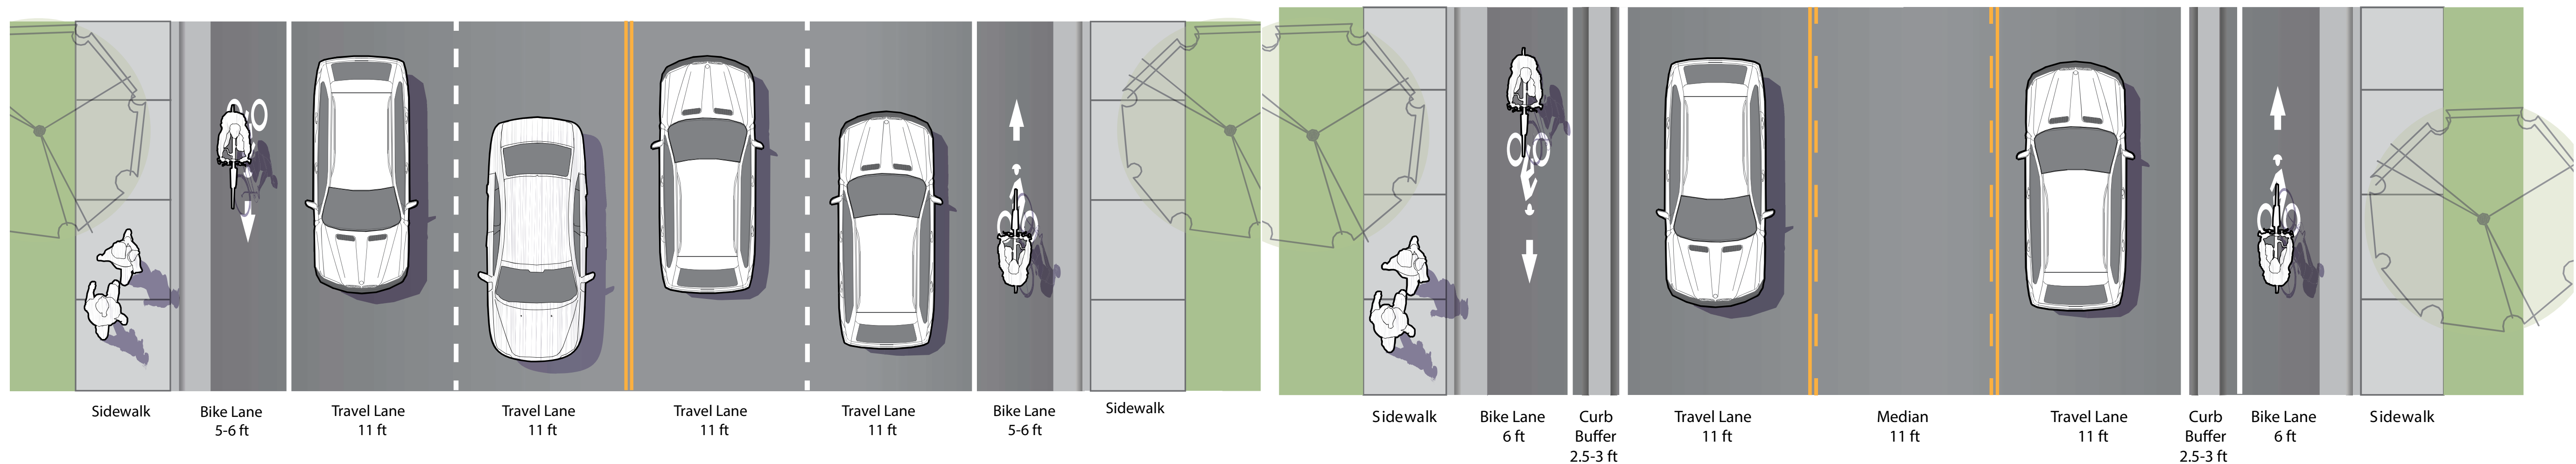 Sidewalk
Bike Lane
5-6 ft
Travel Lane
11 ft
Travel Lane
11 ft
Travel Lane
11 ft
Travel Lane
11 ft
Bike Lane
5-6 ft
Sidewalk
Sidewalk
Bike Lane
6 ft
Curb
Buffer
2.5-3 ft
Travel Lane
11 ft
Median
11 ft
Travel Lane
11 ft
Curb
Buffer
2.5-3 ft
Bike Lane
6 ft
Sidewalk